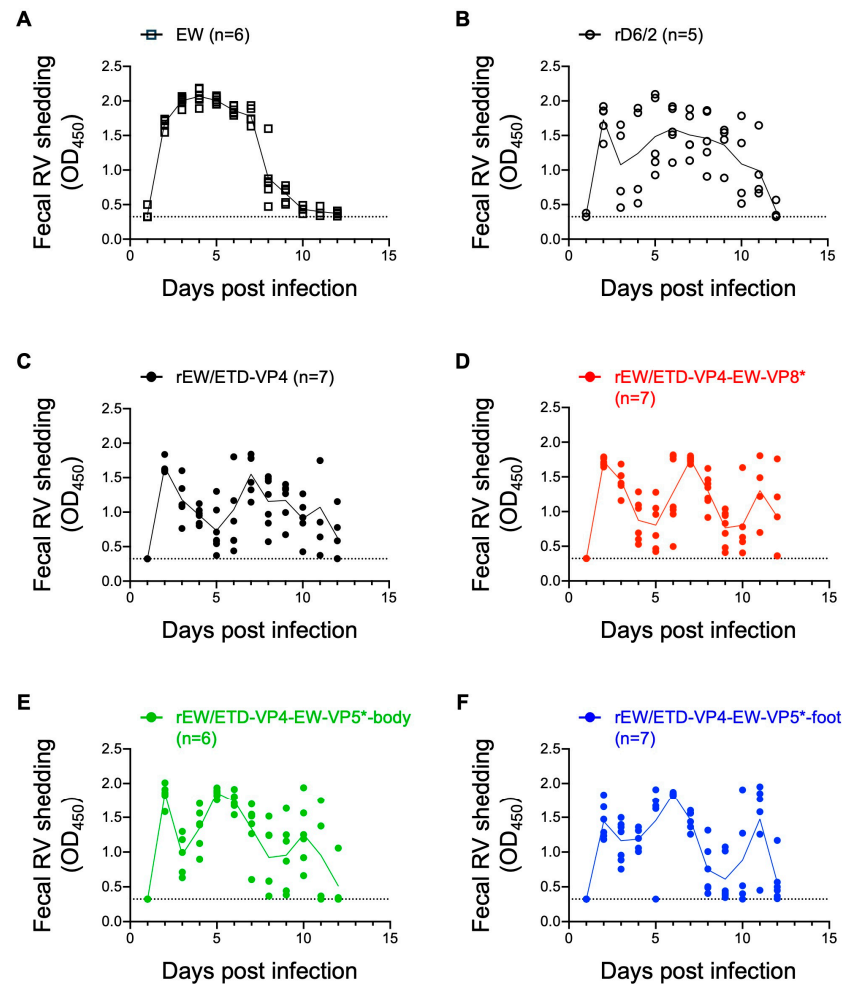 A
EW (n=6)
Fecal RV shedding
(OD450)
2.5
2.0
1.5
1.0
0.5
0.0
0 5 10 15
Days post infection
B
rD6/2 (n=5)
Fecal RV shedding
(OD450)
2.5
2.0
1.5
1.0
0.5
0.0
0 5 10 15
Days post infection
C
rEW/ETD-VP4 (n=7)
Fecal RV shedding
(OD450)
2.5
2.0
1.5
1.0
0.5
0.0
0 5 10 15
Days post infection
D
rEW/ETD-VP4-EW-VP8*
(n=7)
Fecal RV shedding
(OD450)
2.5
2.0
1.5
1.0
0.5
0.0
0 5 10 15
Days post infection
E
rEW/ETD-VP4-EW-VP5*-body
(n=6)
Fecal RV shedding
(OD450)
2.5
2.0
1.5
1.0
0.5
0.0
0 5 10 15
Days post infection
F
rEW/ETD-VP4-EW-VP5*-foot
(n=7)
Fecal RV shedding
(OD450)
2.5
2.0
1.5
1.0
0.5
0.0
0 5 10 15
Days post infection